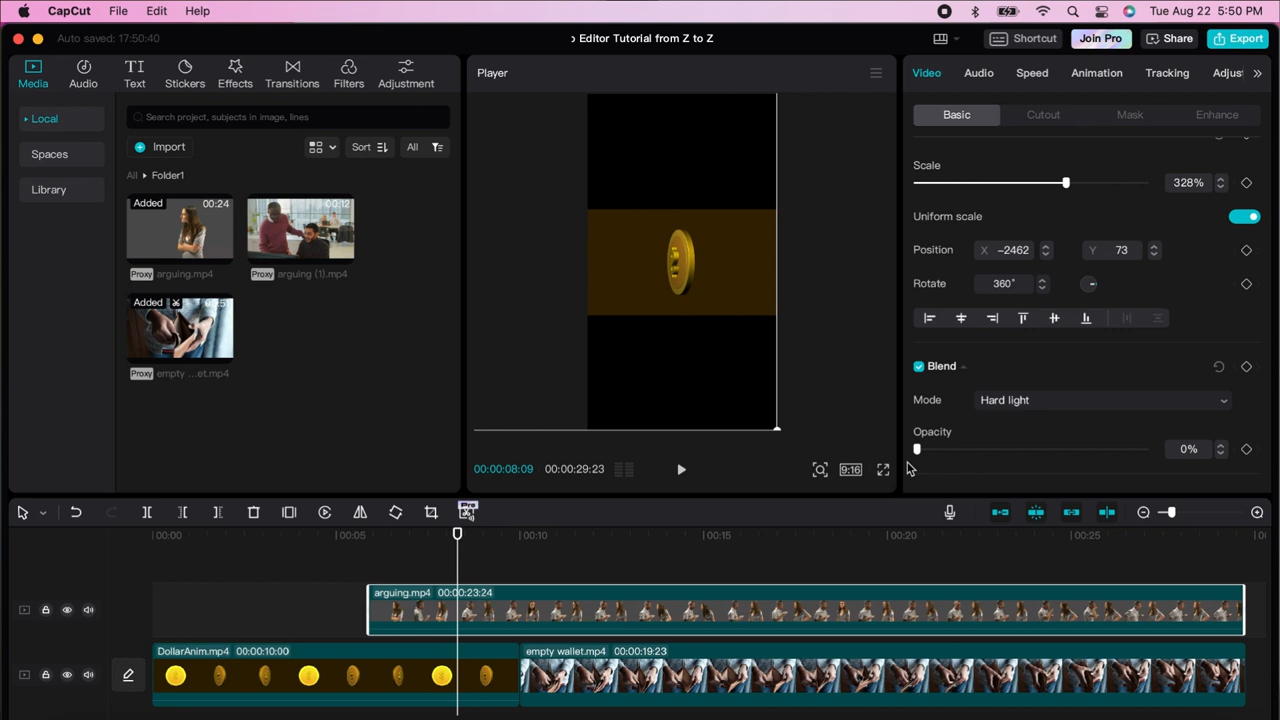 CapCut File Edit Help
Tue Aug 22 5:50 PM
Auto saved: 17:50:40
Editor Tutorial from Z to Z
Shortcut
Join Pro
Share
Export
Media Audio Text Stickers Effects Transitions Filters Adjustment
Local
Spaces
Library
Search project, subjects in image, lines
Import
Sort
All
All Folder1
Added 00:24
00:12
Proxy arguing.mp4
Proxy arguing (1).mp4
Added
Proxy empty ...et.mp4
Player
00:00:08:09 00:00:29:23
9:16
Video Audio Speed Animation Tracking Adjus
Basic Cutout Mask Enhance
Scale
328%
Uniform scale
Position X -2462 Y 73
Rotate 360°
Blend
Mode Hard light
Opacity
0%
Pro
00:00 00:05 00:10 00:15 00:20 00:25
arguing.mp4 00:00:23:24
DollarAnim.mp4 00:00:10:00
empty wallet.mp4 00:00:19:23